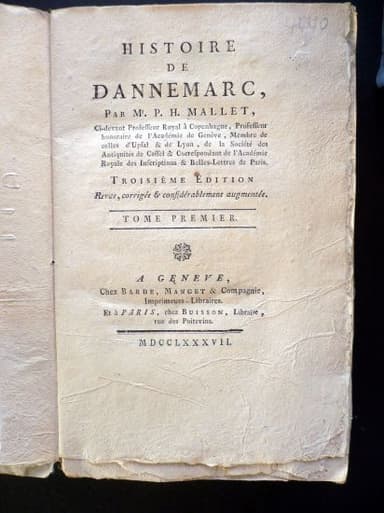 HISTOIRE
DE
DANNEMARC,
PAR Mr. P. H. MALLET,
Ci-devant Professeur Royal à Copenhague, Professeur
honoraire de l'Académie de Genève, Membre de
celles d'Upsal & de Lyon, de la Société des
Antiquités de Cassel & Correspondant de l'Académie
Royale des Inscriptions & Belles-Lettres de Paris.
TROISIÈME ÉDITION
Revue, corrigée & considérablement augmentée.
TOME PREMIER.
A GENEVE,
Chez BARDE, MANGET & Compagnie,
Imprimeurs-Libraires.
Et à PARIS, chez BUISSON, Libraire,
rue des Poitevins.
MDCCLXXXVII.